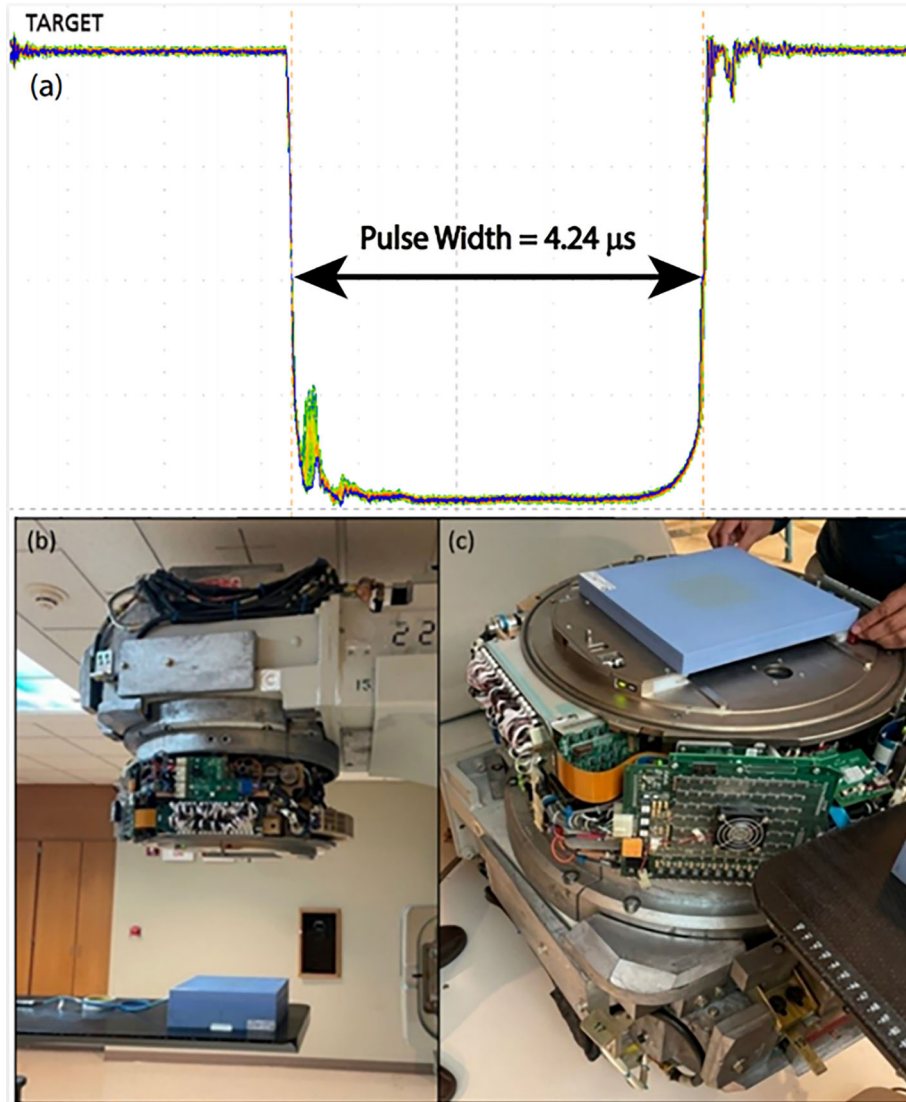 TARGET
(a)
Pulse Width = 4.24 μs
(b)
22
15
C
(c)